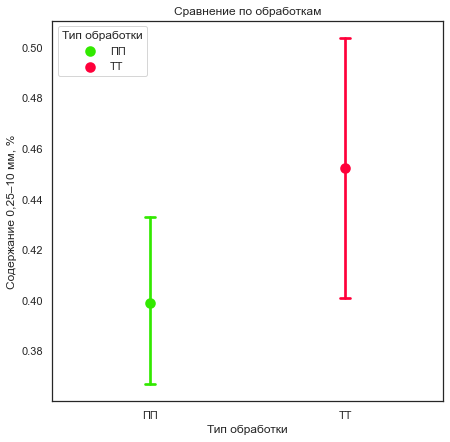 Сравнение по обработкам
Тип обработки
ПП
ТТ
0.50
0.48
0.46
0.44
0.42
0.40
0.38
Содержание 0,25–10 мм, %
ПП
ТТ
Тип обработки